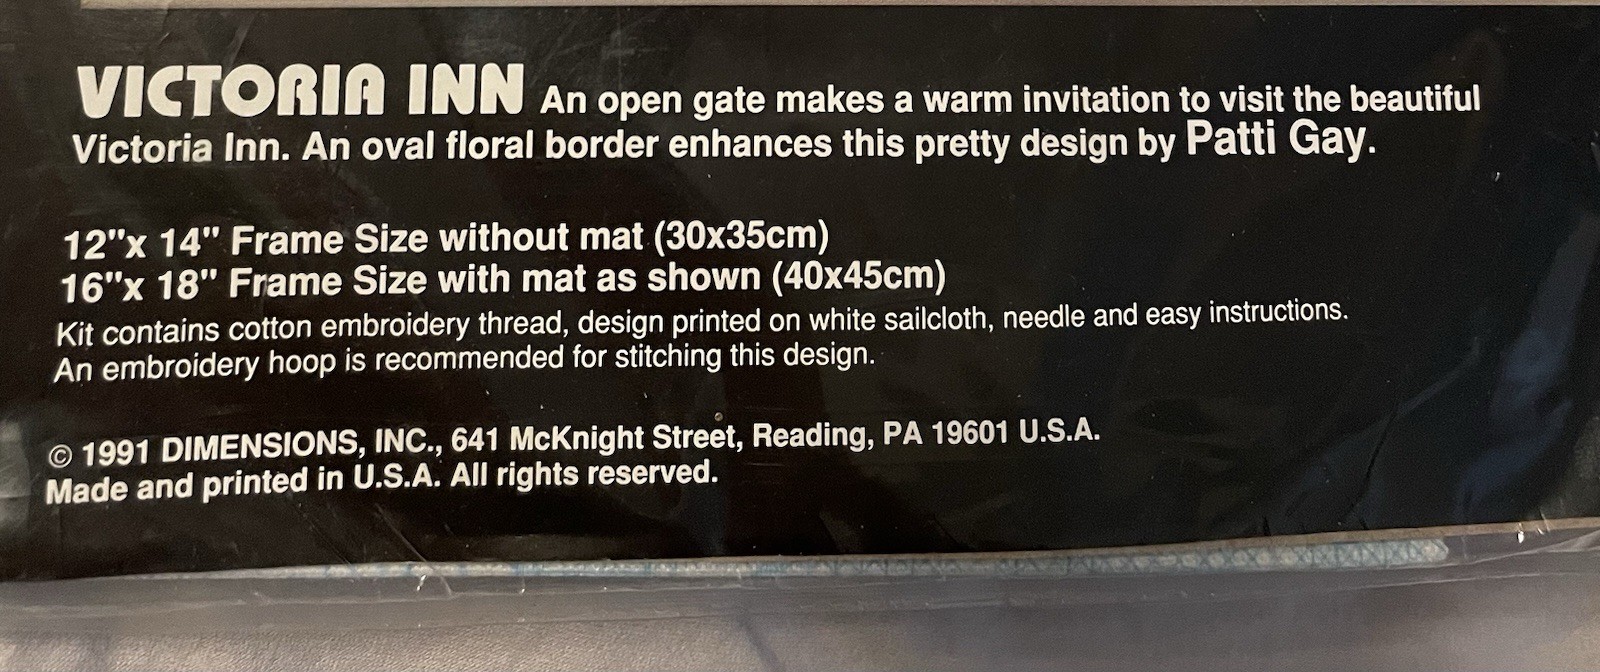 VICTORIA INN An open gate makes a warm invitation to visit the beautiful
Victoria Inn. An oval floral border enhances this pretty design by Patti Gay.
12"x 14" Frame Size without mat (30x35cm)
16"x 18" Frame Size with mat as shown (40x45cm)
Kit contains cotton embroidery thread, design printed on white sailcloth, needle and easy instructions.
An embroidery hoop is recommended for stitching this design.
© 1991 DIMENSIONS, INC., 641 McKnight Street, Reading, PA 19601 U.S.A.
Made and printed in U.S.A. All rights reserved.